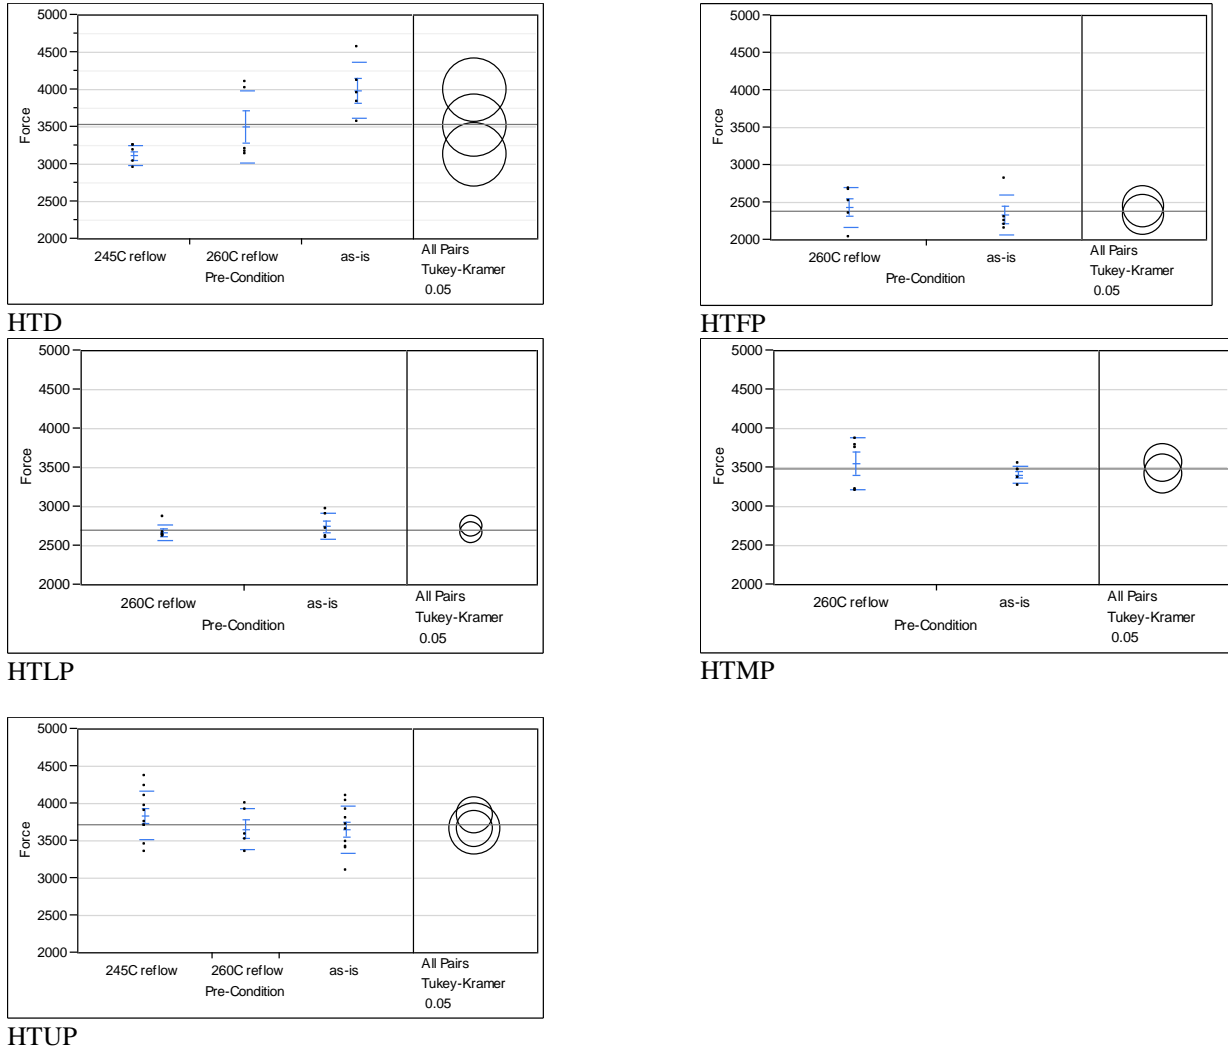 5000
4500
4000
3500
3000
2500
2000
Force
245C reflow
260C reflow
as-is
Pre-Condition
All Pairs
Tukey-Kramer
0.05
HTD
5000
4500
4000
3500
3000
2500
2000
Force
260C reflow
as-is
Pre-Condition
All Pairs
Tukey-Kramer
0.05
HTFP
5000
4500
4000
3500
3000
2500
2000
Force
260C reflow
as-is
Pre-Condition
All Pairs
Tukey-Kramer
0.05
HTLP
5000
4500
4000
3500
3000
2500
2000
Force
260C reflow
as-is
Pre-Condition
All Pairs
Tukey-Kramer
0.05
HTMP
5000
4500
4000
3500
3000
2500
2000
Force
245C reflow
260C reflow
as-is
Pre-Condition
All Pairs
Tukey-Kramer
0.05
HTUP